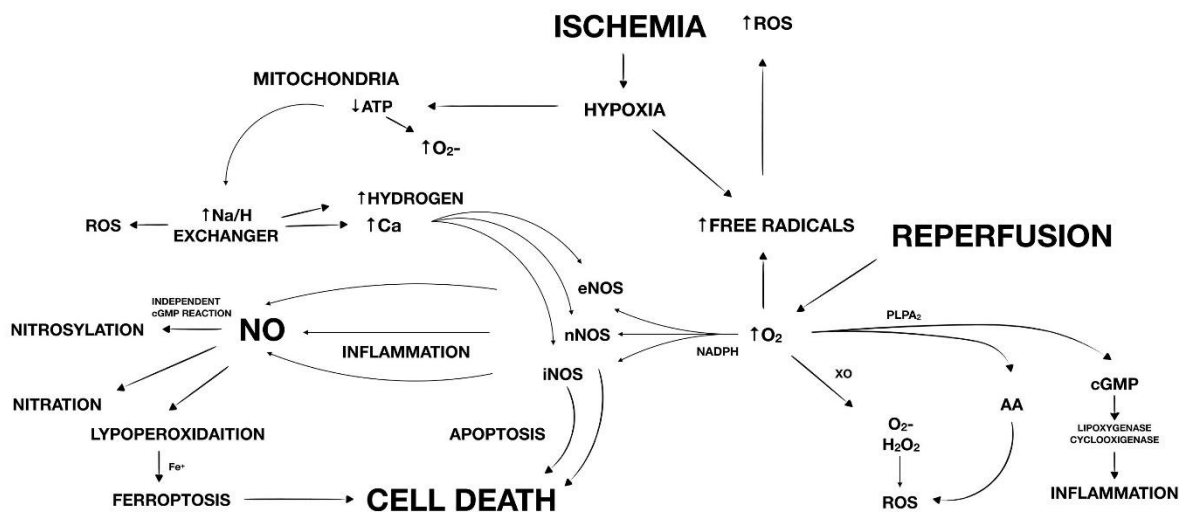 ISCHEMIA
↑ROS
MITOCHONDRIA
↓ATP
HYPOXIA
↑O₂-
↑HYDROGEN
↑Ca
ROS
↑Na/H
EXCHANGER
↑FREE RADICALS
REPERFUSION
eNOS
INDEPENDENT
cGMP REACTION
NITROSYLATION
NO
INFLAMMATION
nNOS
NADPH
↑O₂
PLPA₂
iNOS
XO
cGMP
NITRATION
AA
LYPOPEROXIDAITION
APOPTOSIS
O₂-
H₂O₂
LIPOXYGENASE
CYCLOOXIGENASE
Fe⁺
FERROPTOSIS
CELL DEATH
ROS
INFLAMMATION